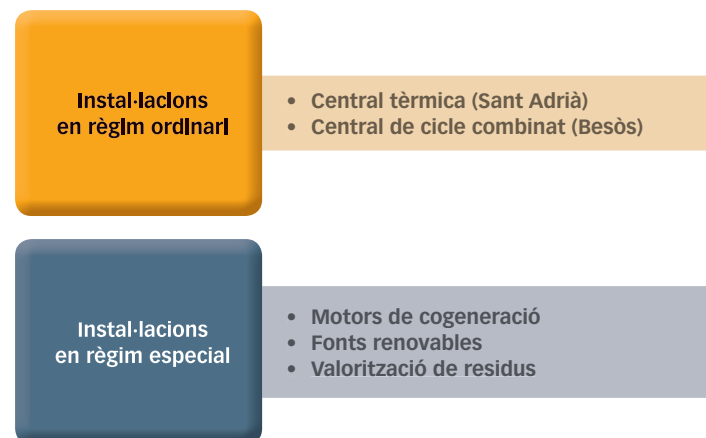 Instal·lacions
en règim ordinari
• Central tèrmica (Sant Adrià)
• Central de cicle combinat (Besòs)
Instal·lacions
en règim especial
• Motors de cogeneració
• Fonts renovables
• Valorització de residus